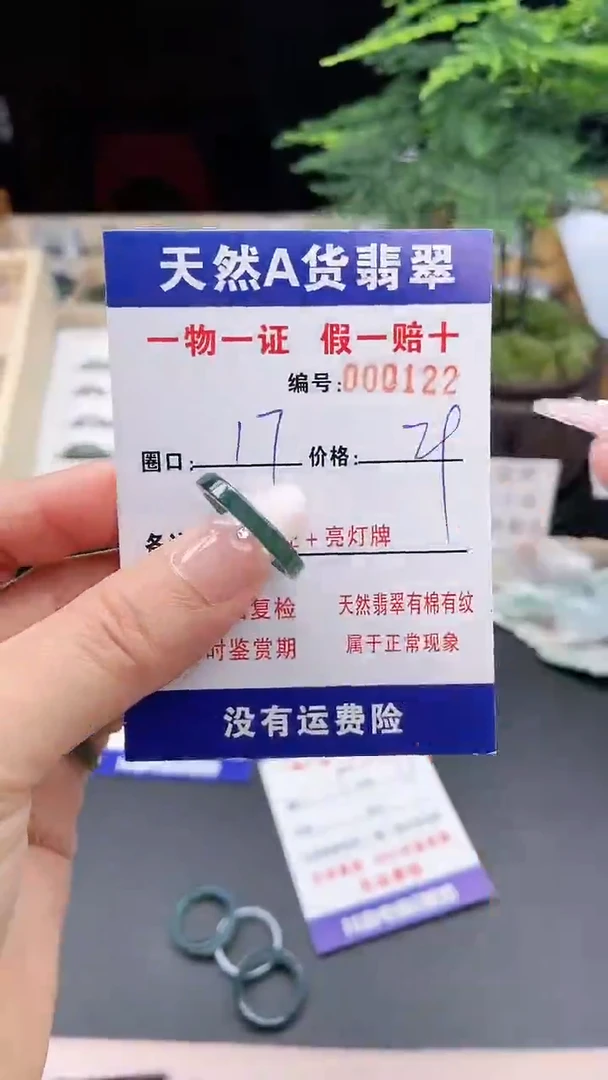 天然A货翡翠
一物一证 假一赔十
编号:000122
圈口: 17 价格: 29
+ 亮灯牌
复检 天然翡翠有棉有纹
时鉴赏期 属于正常现象
没有运费险